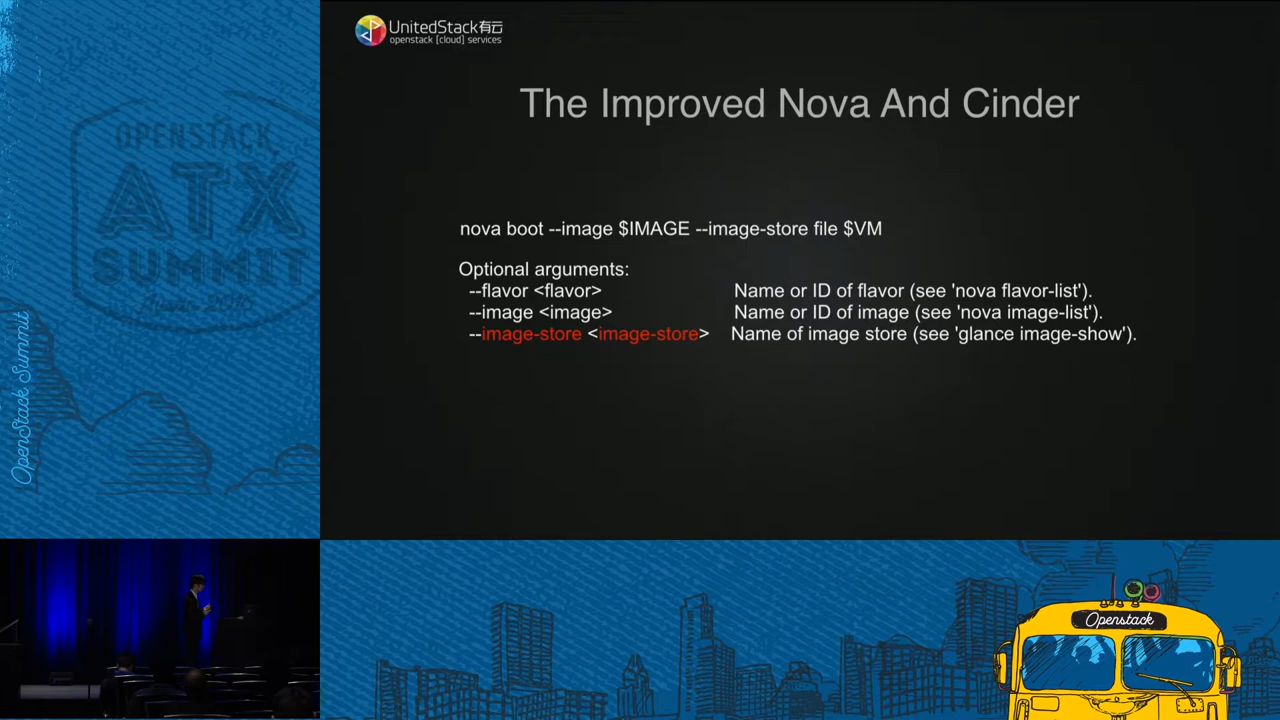 UnitedStack有云
openstack [cloud] services
The Improved Nova And Cinder
nova boot --image $IMAGE --image-store file $VM
Optional arguments:
--flavor <flavor> Name or ID of flavor (see 'nova flavor-list').
--image <image> Name or ID of image (see 'nova image-list').
--image-store <image-store> Name of image store (see 'glance image-show').
OPENSTACK
ATX
SUMMIT
OpenStack Summit
Openstack